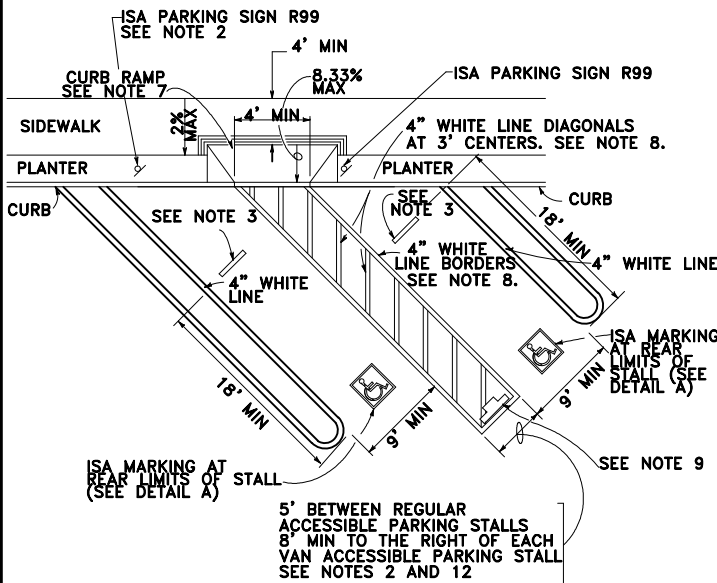 ISA PARKING SIGN R99
SEE NOTE 2
4' MIN
CURB RAMP
SEE NOTE 7
8.33%
MAX
ISA PARKING SIGN R99
2%
MAX
4' MIN
SIDEWALK
4" WHITE LINE DIAGONALS
AT 3' CENTERS. SEE NOTE 8.
PLANTER
PLANTER
CURB
SEE NOTE 3
SEE
NOTE 3
CURB
18' MIN
4" WHITE
LINE BORDERS
SEE NOTE 8.
4" WHITE LINE
4" WHITE
LINE
18' MIN
9' MIN
ISA MARKING
AT REAR
LIMITS OF
STALL (SEE
DETAIL A)
9' MIN
ISA MARKING AT
REAR LIMITS OF STALL
(SEE DETAIL A)
SEE NOTE 9
5' BETWEEN REGULAR
ACCESSIBLE PARKING STALLS
8' MIN TO THE RIGHT OF EACH
VAN ACCESSIBLE PARKING STALL
SEE NOTES 2 AND 12